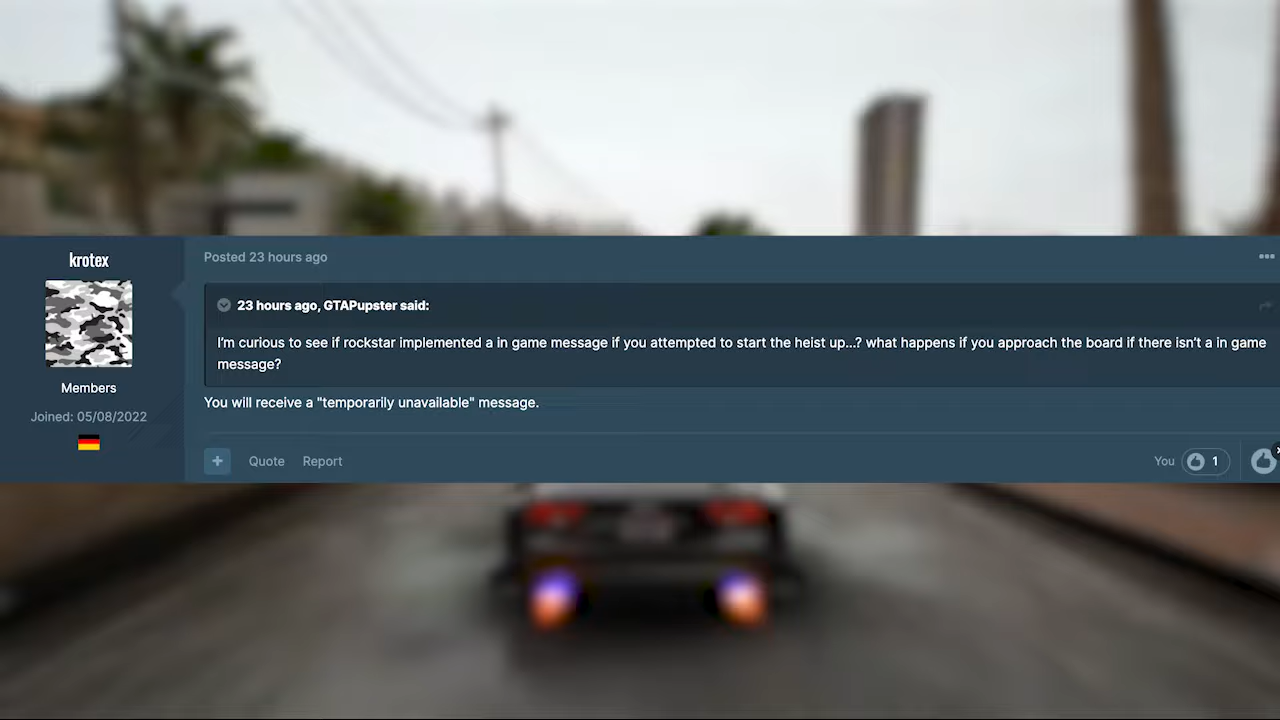 krotex
Members
Joined: 05/08/2022
Posted 23 hours ago
23 hours ago, GTAPupster said:
I'm curious to see if rockstar implemented a in game message if you attempted to start the heist up...? what happens if you approach the board if there isn't a in game
message?
You will receive a "temporarily unavailable" message.
+ Quote Report
You 1